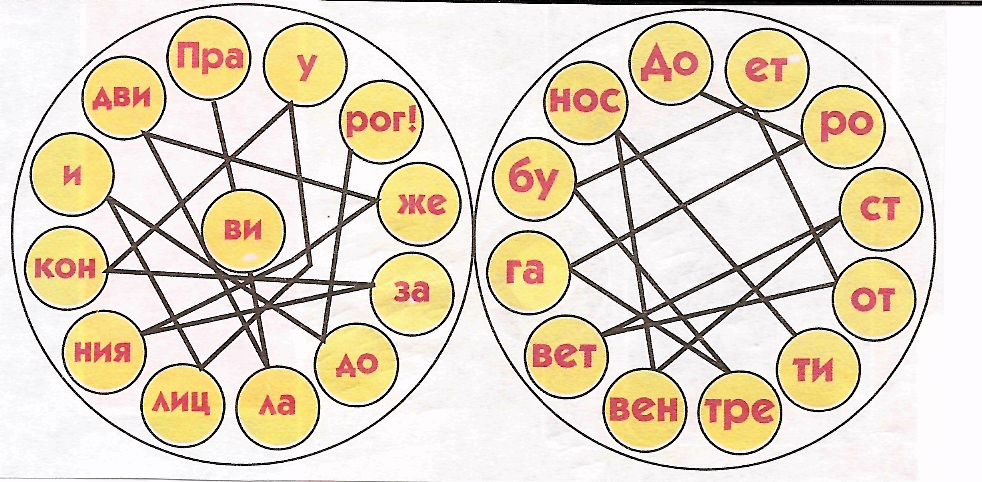 Пра
у
рог!
же
за
до
ла
лиц
ния
кон
и
дви
ви
До
ет
ро
ст
от
ти
тре
вен
вет
га
бу
нос